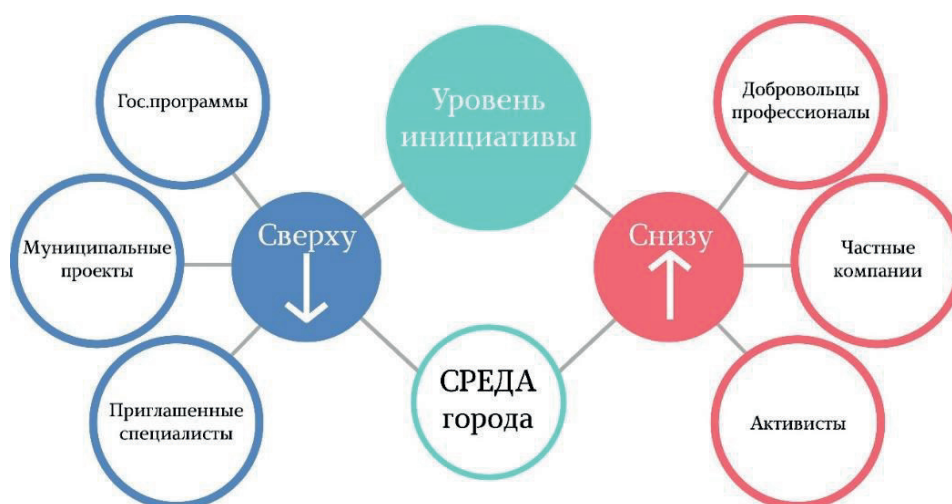 Гос.программы
Муниципальные
проекты
Приглашенные
специалисты
Сверху
Уровень
инициативы
СРЕДА
города
Снизу
Добровольцы
профессионалы
Частные
компании
Активисты